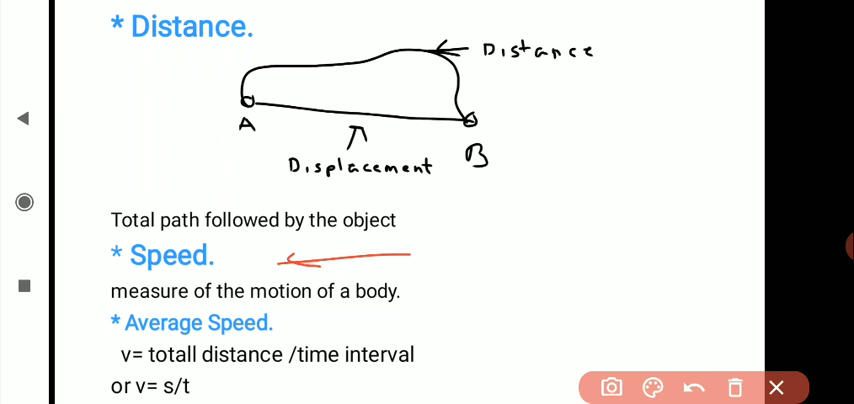 * Distance.
Distance
A
Displacement
B
Total path followed by the object
* Speed.
measure of the motion of a body.
* Average Speed.
v= totall distance /time interval
or v= s/t